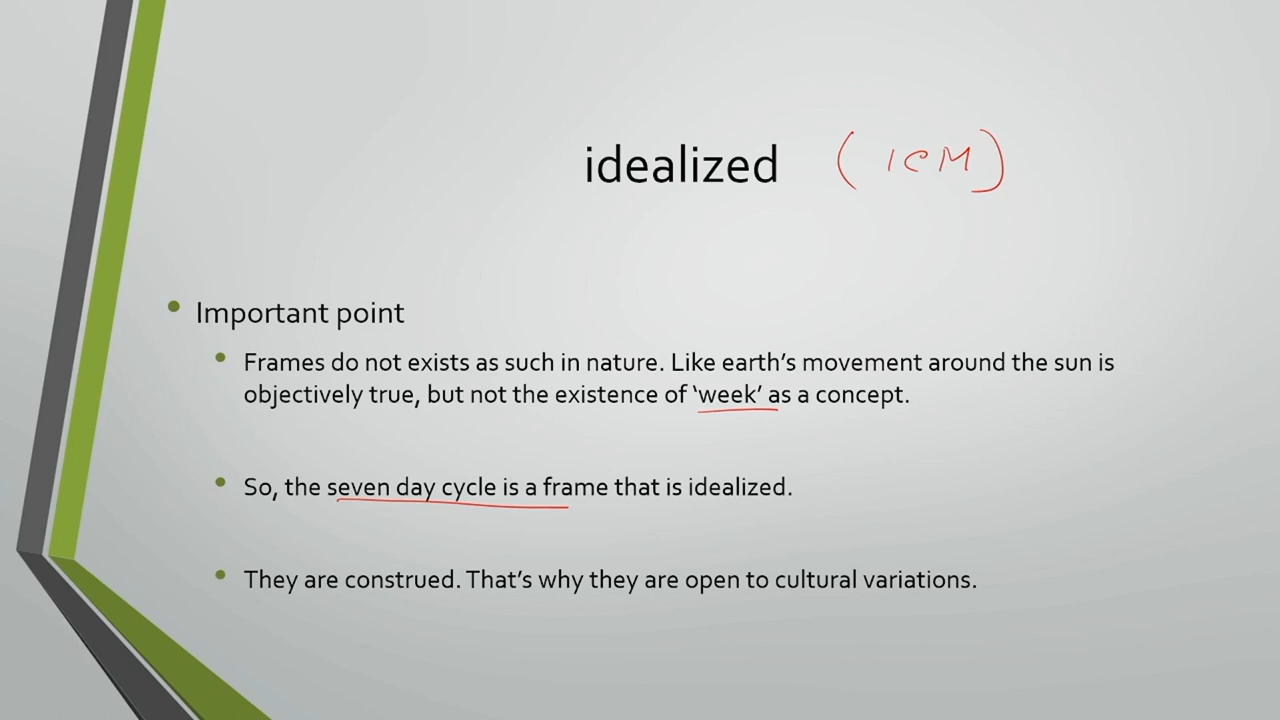 idealized (ICM)
• Important point
• Frames do not exists as such in nature. Like earth’s movement around the sun is
objectively true, but not the existence of ‘week’ as a concept.
• So, the seven day cycle is a frame that is idealized.
• They are construed. That’s why they are open to cultural variations.